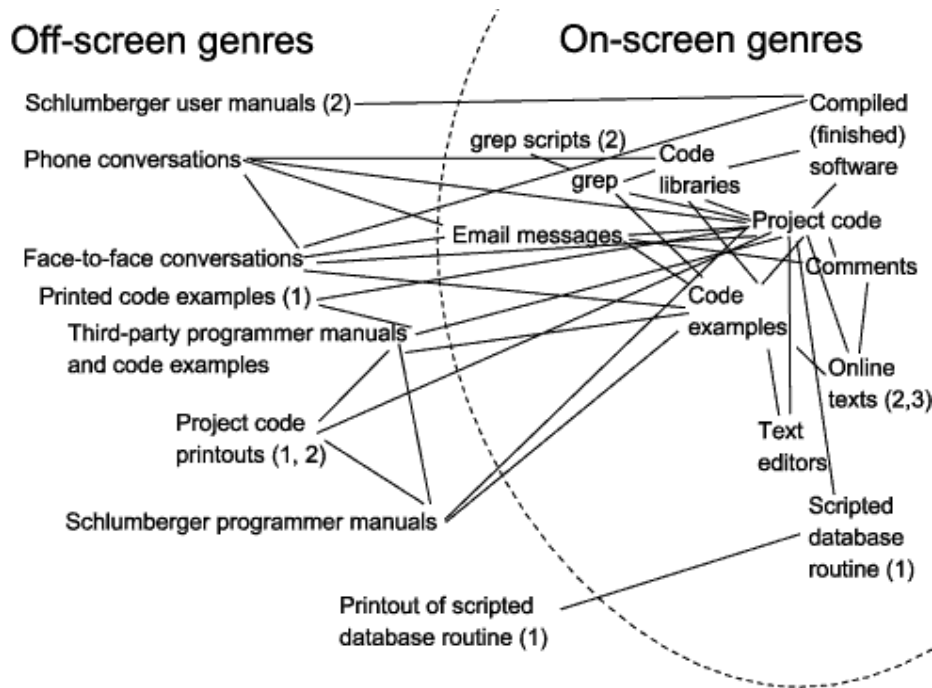 Off-screen genres
On-screen genres
Schlumberger user manuals (2)
Compiled
(finished)
software
grep scripts (2)
Phone conversations
Code
libraries
grep
Project code
Email messages
Face-to-face conversations
Comments
Printed code examples (1)
Code
examples
Third-party programmer manuals
and code examples
Online
texts (2,3)
Project code
printouts (1, 2)
Text
editors
Schlumberger programmer manuals
Scripted
database
routine (1)
Printout of scripted
database routine (1)